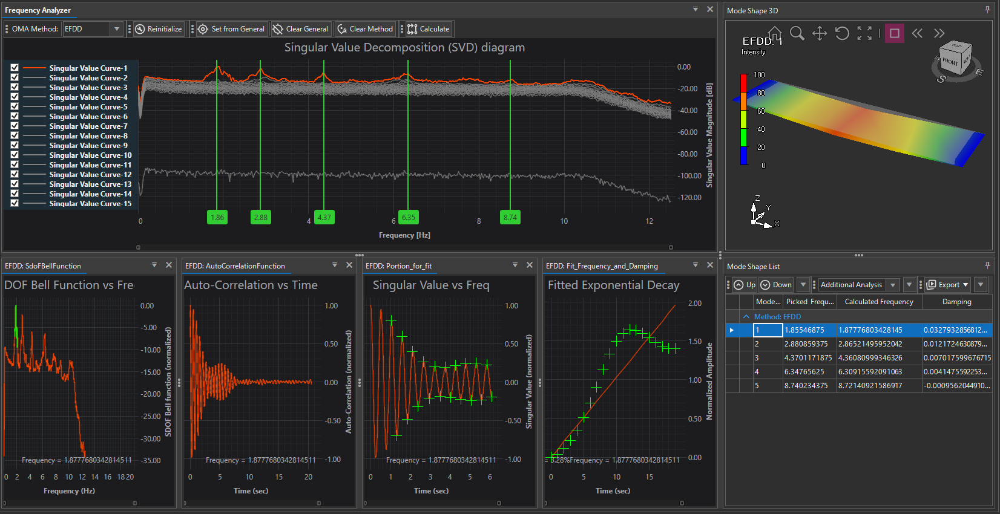 Frequency Analyzer
OMA Method: EFDD Reinitialize Set from General Clear General Clear Method Calculate
Singular Value Decomposition (SVD) diagram
Singular Value Curve-1
Singular Value Curve-2
Singular Value Curve-3
Singular Value Curve-4
Singular Value Curve-5
Singular Value Curve-6
Singular Value Curve-7
Singular Value Curve-8
Singular Value Curve-9
Singular Value Curve-10
Singular Value Curve-11
Singular Value Curve-12
Singular Value Curve-13
Singular Value Curve-14
Singular Value Curve-15
0.00
-20.00
-40.00
-60.00
-80.00
-100.00
-120.00
Singular Value Magnitude [dB]
1.86 2.88 4.37 6.35 8.74
0 4 6 8 10 12
Frequency [Hz]
Mode Shape 3D
EFDD: 1
Intensity
100
80
60
40
20
0
TOP
FRONT
S
E
Z
Y
X
EFDD: SdofBellFunction
DOF Bell Function vs Fre
0.00
-5.00
-10.00
-15.00
-20.00
-25.00
-30.00
-35.00
SDOF Bell function (normalized)
Frequency = 1.8777680342814511
0 2 4 6 8 10 12 14 16 18 20
Frequency (Hz)
EFDD: AutoCorrelationFunction
Auto-Correlation vs Time
1.00
0.50
0.00
-0.50
-1.00
Auto-Correlation (normalized)
Frequency = 1.8777680342814511
0 5 10 15 20
Time (sec)
EFDD: Portion_for_fit
Singular Value vs Freq
1.00
0.50
0.00
-0.50
-1.00
Singular Value (normalized)
Frequency = 1.8777680342814511
0 1 2 3 4 5 6
Time (sec)
EFDD: Fit_Frequency_and_Damping
Fitted Exponential Decay
2.00
1.50
1.00
0.50
0.00
Normalized Amplitude
= 3.28%Frequency = 1.8777680342814511
0 5 10 15
Time (sec)
Mode Shape List
Up Down Additional Analysis Export
Mode... Picked Frequ... Calculated Frequency Damping
Method: EFDD
1 1.85546875 1.87776803428145 0.0327932856812...
2 2.880859375 2.86521495952042 0.0121724630879...
3 4.3701171875 4.36080999346326 0.007017599676715
4 6.34765625 6.30915592091063 0.0041475592253...
5 8.740234375 8.72140921586917 -0.0009562044910...